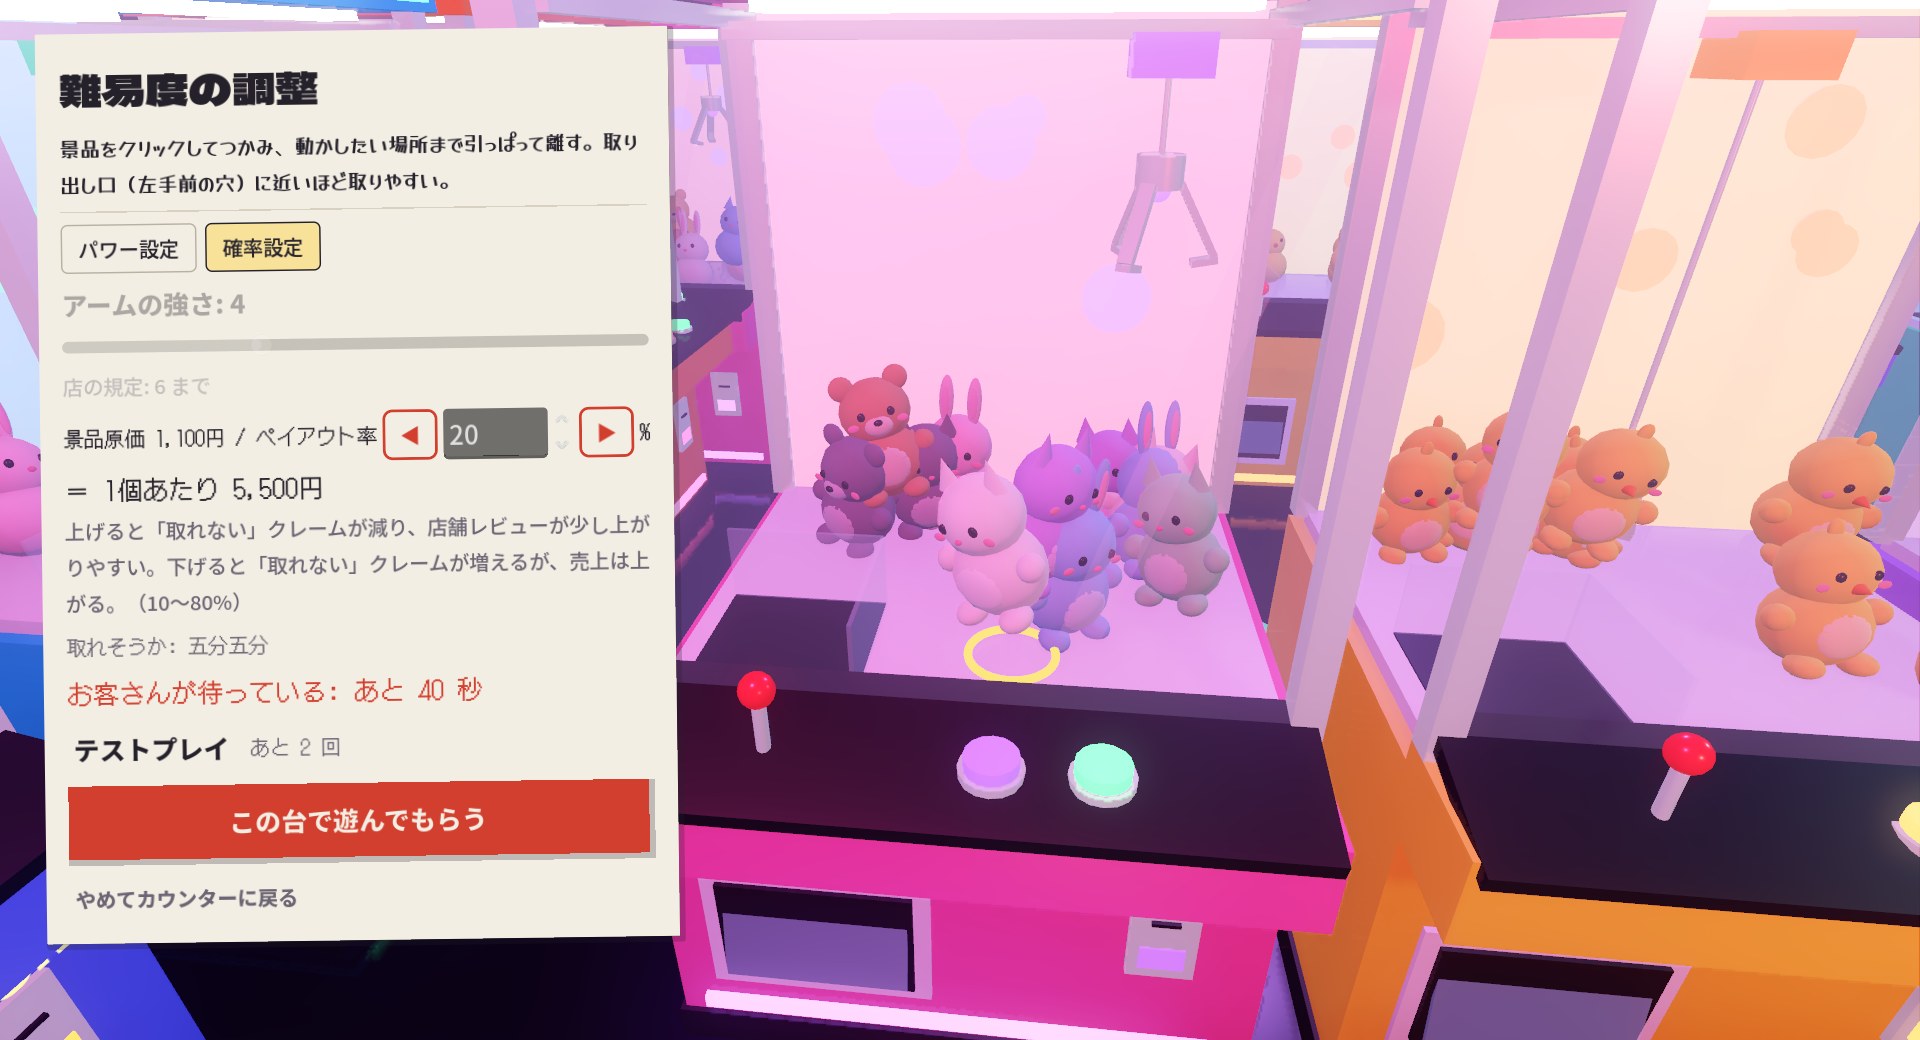 難易度の調整
景品をクリックしてつかみ、動かしたい場所まで引っぱって離す。取り
出し口（左手前の穴）に近いほど取りやすい。
パワー設定 確率設定
アームの強さ: 4
店の規定: 6 まで
景品原価 1,100円 / ペイアウト率 ◀ 20 ▶ %
= 1個あたり 5,500円
上げると「取れない」クレームが減り、店舗レビューが少し上が
りやすい。下げると「取れない」クレームが増えるが、売上は上
がる。（10〜80%）
取れそうか: 五分五分
お客さんが待っている: あと 40 秒
テストプレイ あと 2 回
この台で遊んでもらう
やめてカウンターに戻る